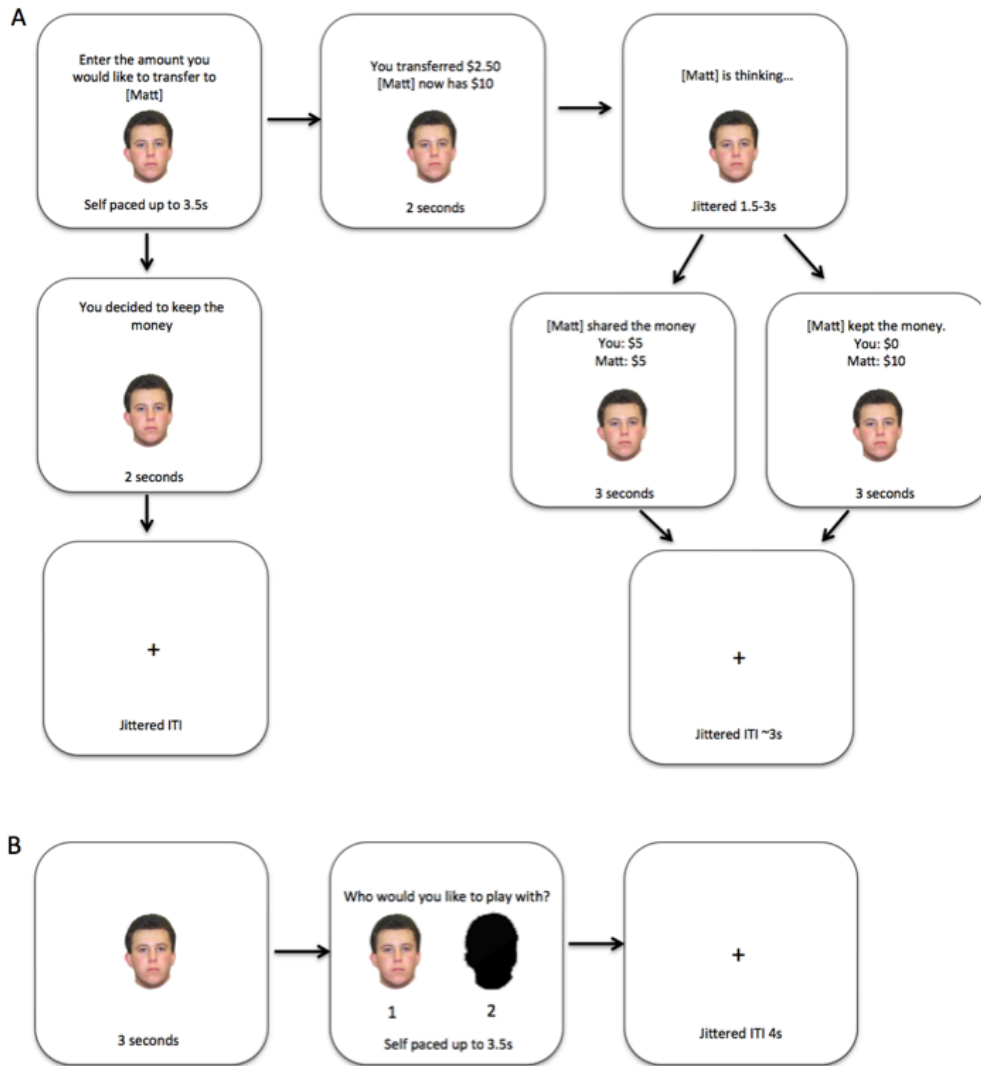 A
Enter the amount you
would like to transfer to
[Matt]
Self paced up to 3.5s
You transferred $2.50
[Matt] now has $10
2 seconds
[Matt] is thinking...
Jittered 1.5-3s
You decided to keep the
money
2 seconds
[Matt] shared the money
You: $5
Matt: $5
3 seconds
[Matt] kept the money.
You: $0
Matt: $10
3 seconds
+
Jittered ITI
+
Jittered ITI ~3s
B
3 seconds
Who would you like to play with?
1
2
Self paced up to 3.5s
+
Jittered ITI 4s